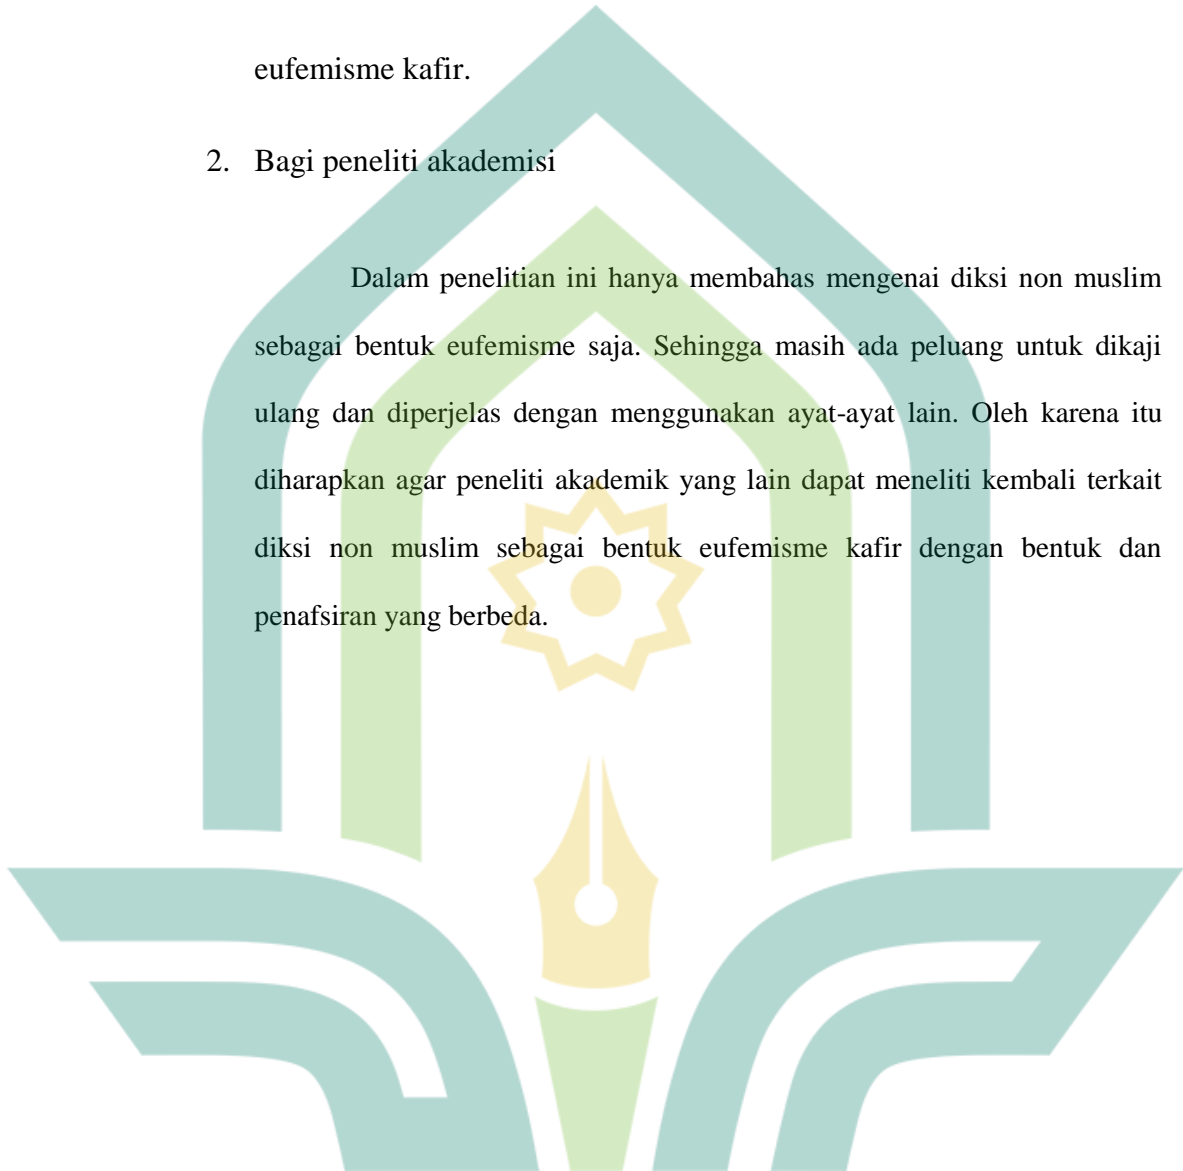 eufemisme kafir.
2. Bagi peneliti akademisi
Dalam penelitian ini hanya membahas mengenai diksi non muslim
sebagai bentuk eufemisme saja. Sehingga masih ada peluang untuk dikaji
ulang dan diperjelas dengan menggunakan ayat-ayat lain. Oleh karena itu
diharapkan agar peneliti akademik yang lain dapat meneliti kembali terkait
diksi non muslim sebagai bentuk eufemisme kafir dengan bentuk dan
penafsiran yang berbeda.